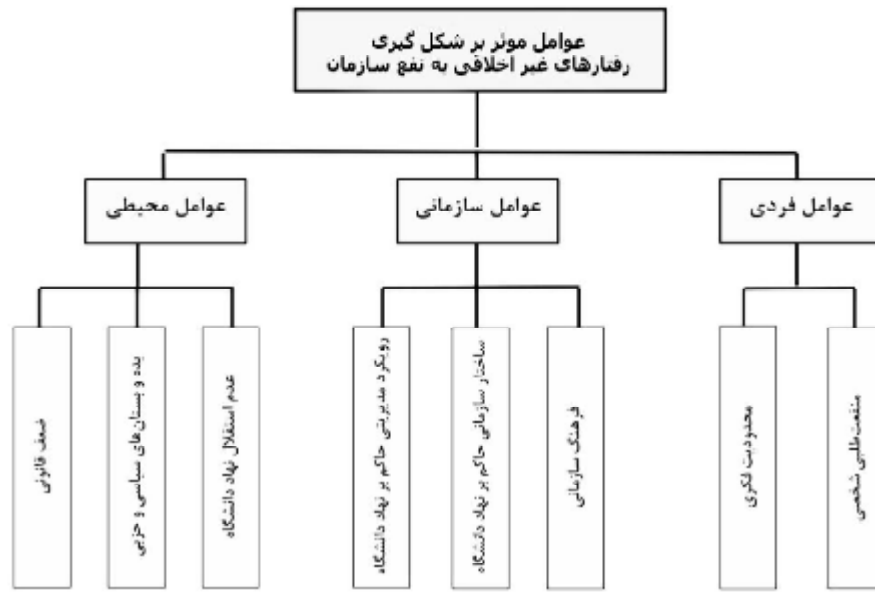 عوامل موثر بر شکل گیری
رفتارهای غیر اخلاقی به نفع سازمان
عوامل فردی
عوامل سازمانی
عوامل محیطی
منفعت‌طلبی شخصی
محدودیت فکری
فرهنگ سازمانی
ساختار سازمانی حاکم بر نهاد دانشگاه
رویکرد مدیریتی حاکم بر نهاد دانشگاه
عدم استقلال نهاد دانشگاه
بده و بستان‌های سیاسی و حزبی
ضعف قانونی